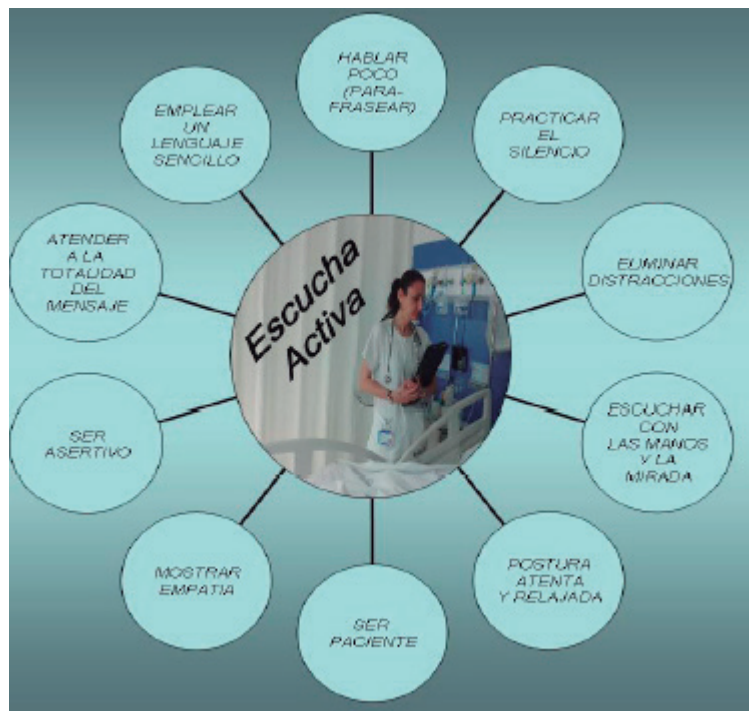 HABLAR
POCO
(PARA-
FRASEAR)
PRACTICAR
EL
SILENCIO
ELIMINAR
DISTRACCIONES
ESCUCHAR
CON
LAS MANOS
Y LA
MIRADA
POSTURA
ATENTA
Y RELAJADA
SER
PACIENTE
MOSTRAR
EMPATIA
SER
ASERTIVO
ATENDER
A LA
TOTALIDAD
DEL
MENSAJE
EMPLEAR
UN
LENGUAJE
SENCILLO
Escucha
Activa